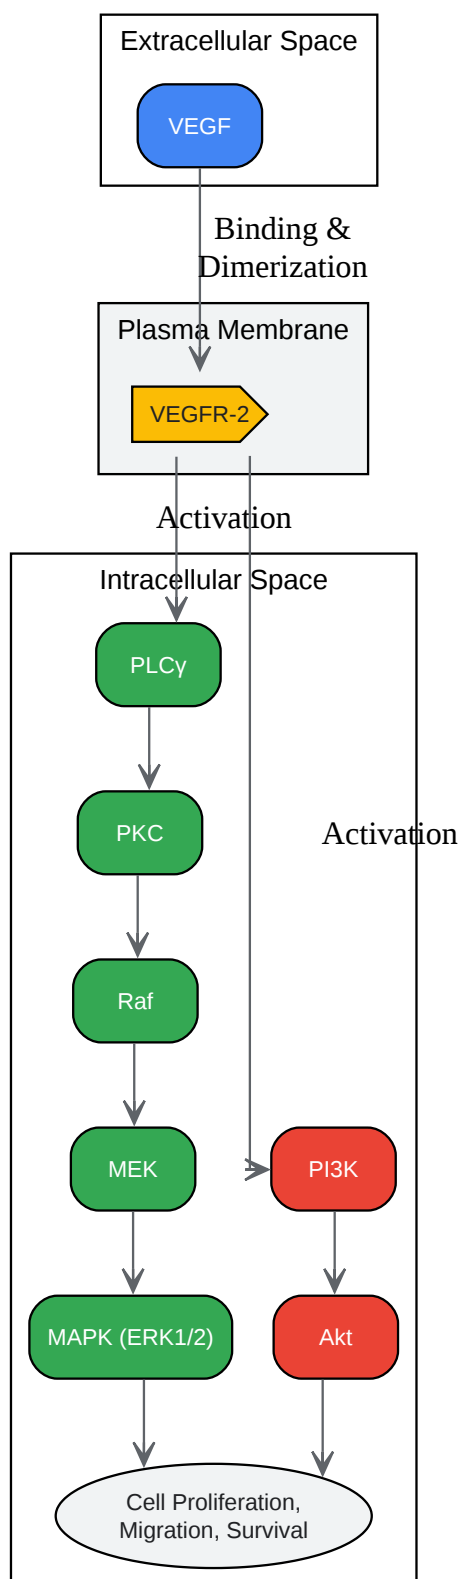 Extracellular Space
VEGF
Binding &
Dimerization
Plasma Membrane
VEGFR-2
Activation
Intracellular Space
PLCγ
PKC
Activation
Raf
MEK
PI3K
MAPK (ERK1/2)
Akt
Cell Proliferation,
Migration, Survival